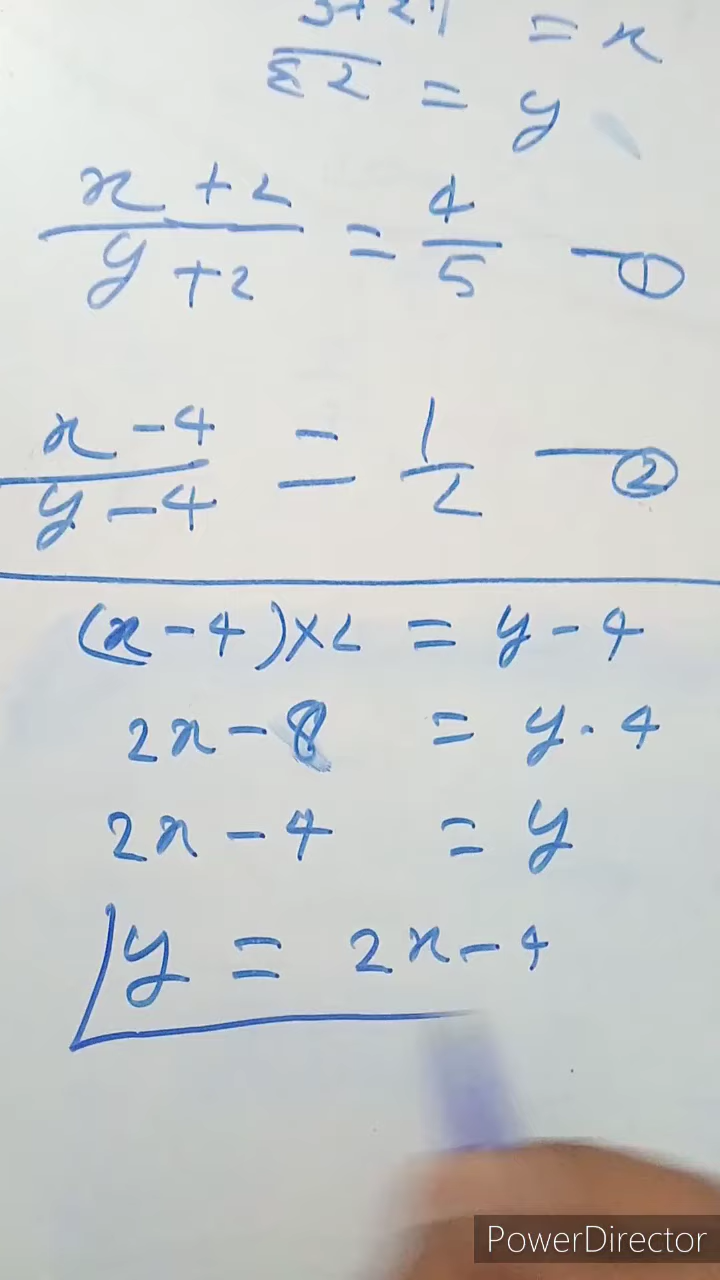 = x
= y
x + 2 / y + 2 = 4 / 5 — ①
x - 4 / y - 4 = 1 / 2 — ②
(x - 4) × 2 = y - 4
2x - 8 = y - 4
2x - 4 = y
y = 2x - 4
PowerDirector